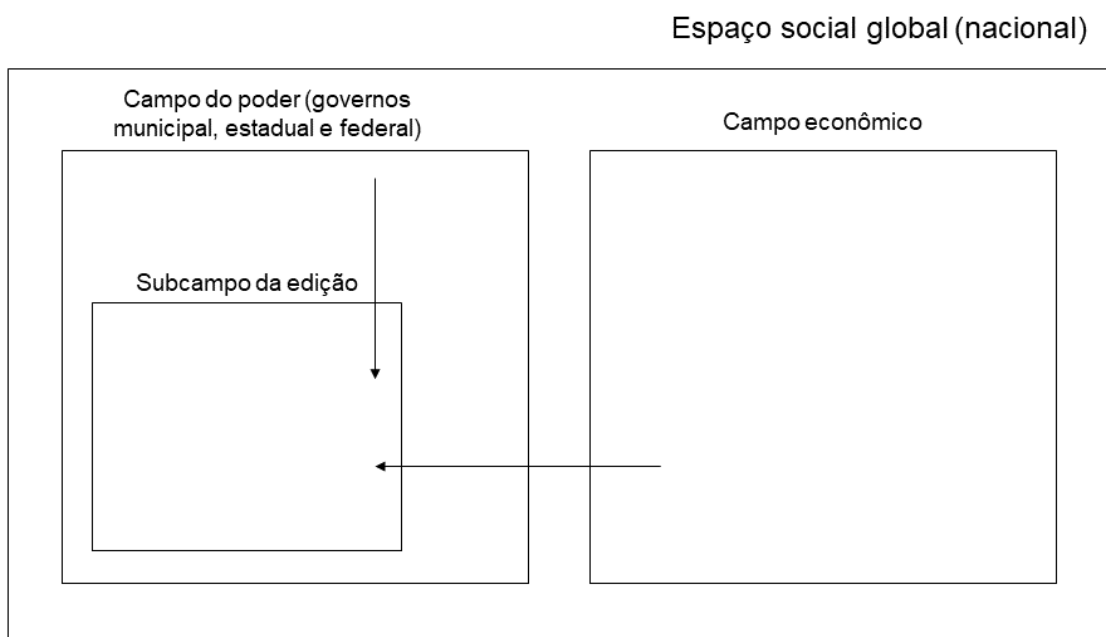 Espaço social global (nacional)
Campo do poder (governos
municipal, estadual e federal)
Campo econômico
Subcampo da edição